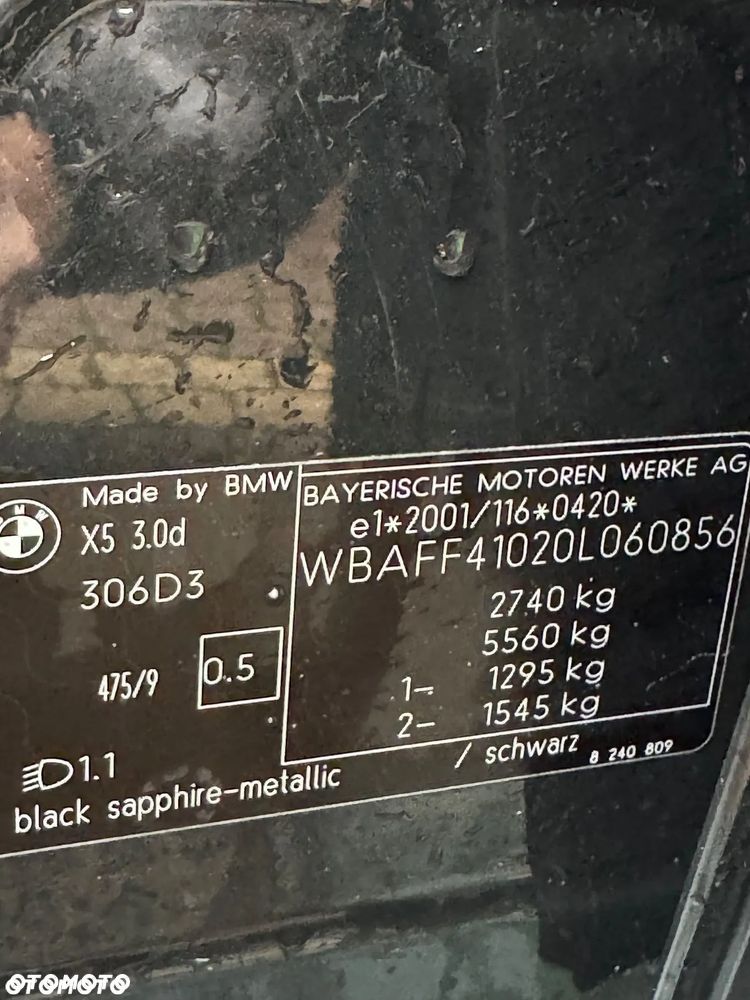 Made by BMW
BMW
X5 3.0d
306D3
475/9
0.5
1.1
black sapphire-metallic
BAYERISCHE MOTOREN WERKE AG
e1*2001/116*0420*
WBAFF41020L060856
2740 kg
5560 kg
1- 1295 kg
2- 1545 kg
/ schwarz
8 240 809
OTOMOTO